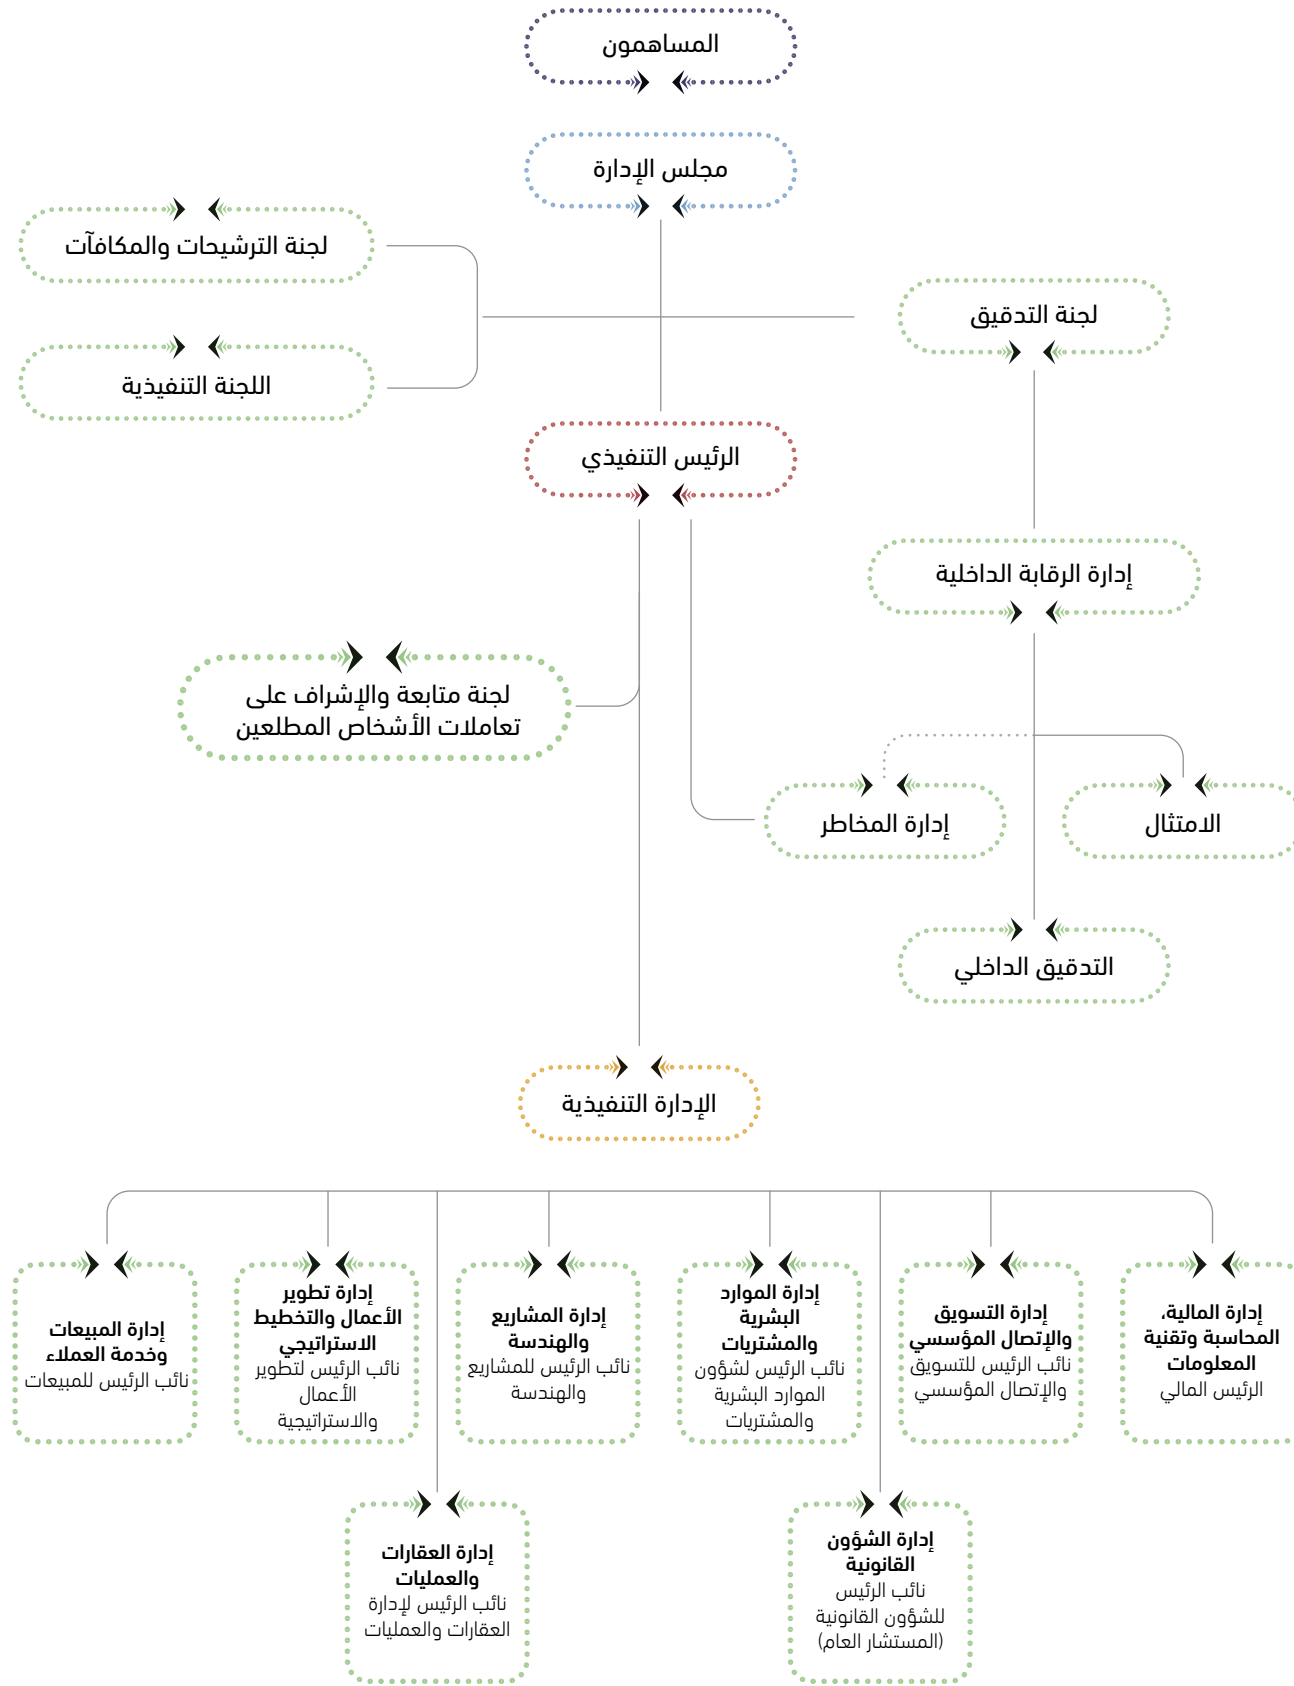 المساهمون
مجلس الإدارة
لجنة الترشيحات والمكافآت
لجنة التدقيق
اللجنة التنفيذية
الرئيس التنفيذي
إدارة الرقابة الداخلية
لجنة متابعة والإشراف على
تعاملات الأشخاص المطلعين
الامتثال
إدارة المخاطر
التدقيق الداخلي
الإدارة التنفيذية
إدارة المالية،
المحاسبة وتقنية
المعلومات
الرئيس المالي
إدارة التسويق
والإتصال المؤسسي
نائب الرئيس للتسويق
والإتصال المؤسسي
إدارة الموارد
البشرية
والمشتريات
نائب الرئيس لشؤون
الموارد البشرية
والمشتريات
إدارة المشاريع
والهندسة
نائب الرئيس للمشاريع
والهندسة
إدارة تطوير
الأعمال والتخطيط
الاستراتيجي
نائب الرئيس لتطوير
الأعمال
والاستراتيجية
إدارة المبيعات
وخدمة العملاء
نائب الرئيس للمبيعات
إدارة الشؤون
القانونية
نائب الرئيس
للشؤون القانونية
(المستشار العام)
إدارة العقارات
والعمليات
نائب الرئيس لإدارة
العقارات والعمليات